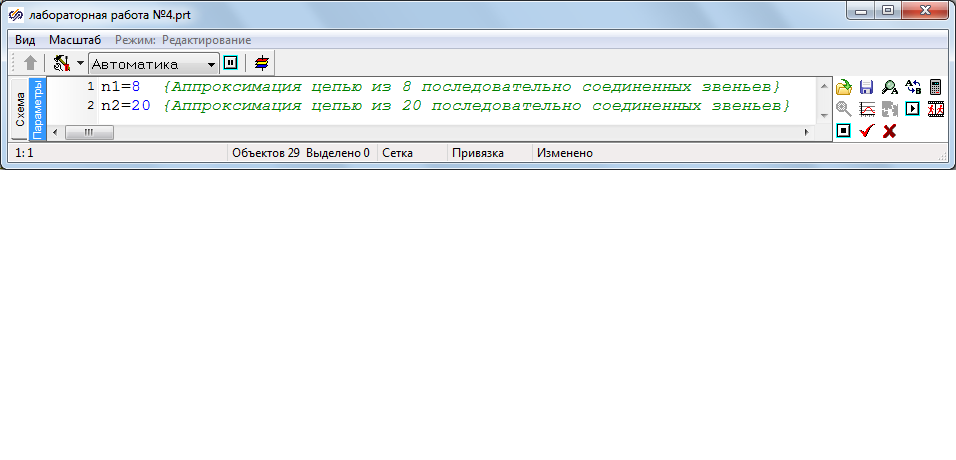 лабораторная работа №4.prt
Вид Масштаб Режим: Редактирование
Автоматика
Схема
Параметры
1 n1=8 {Аппроксимация цепью из 8 последовательно соединенных звеньев}
2 n2=20 {Аппроксимация цепью из 20 последовательно соединенных звеньев}
1: 1 Объектов 29 Выделено 0 Сетка Привязка Изменено